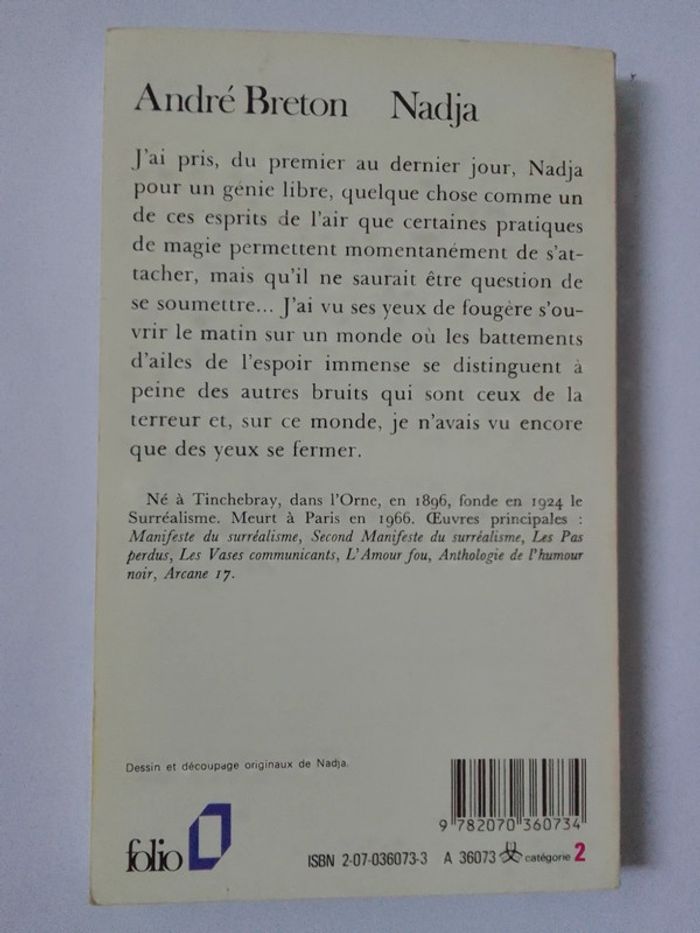 André Breton Nadja
J'ai pris, du premier au dernier jour, Nadja
pour un génie libre, quelque chose comme un
de ces esprits de l'air que certaines pratiques
de magie permettent momentanément de s'at-
tacher, mais qu'il ne saurait être question de
se soumettre... J'ai vu ses yeux de fougère s'ou-
vrir le matin sur un monde où les battements
d'ailes de l'espoir immense se distinguent à
peine des autres bruits qui sont ceux de la
terreur et, sur ce monde, je n'avais vu encore
que des yeux se fermer.
Né à Tinchebray, dans l'Orne, en 1896, fonde en 1924 le
Surréalisme. Meurt à Paris en 1966. Œuvres principales :
Manifeste du surréalisme, Second Manifeste du surréalisme, Les Pas
perdus, Les Vases communicants, L'Amour fou, Anthologie de l'humour
noir, Arcane 17.
Dessin et découpage originaux de Nadja.
9 782070 360734
folio
ISBN 2-07-036073-3 A 36073 catégorie 2